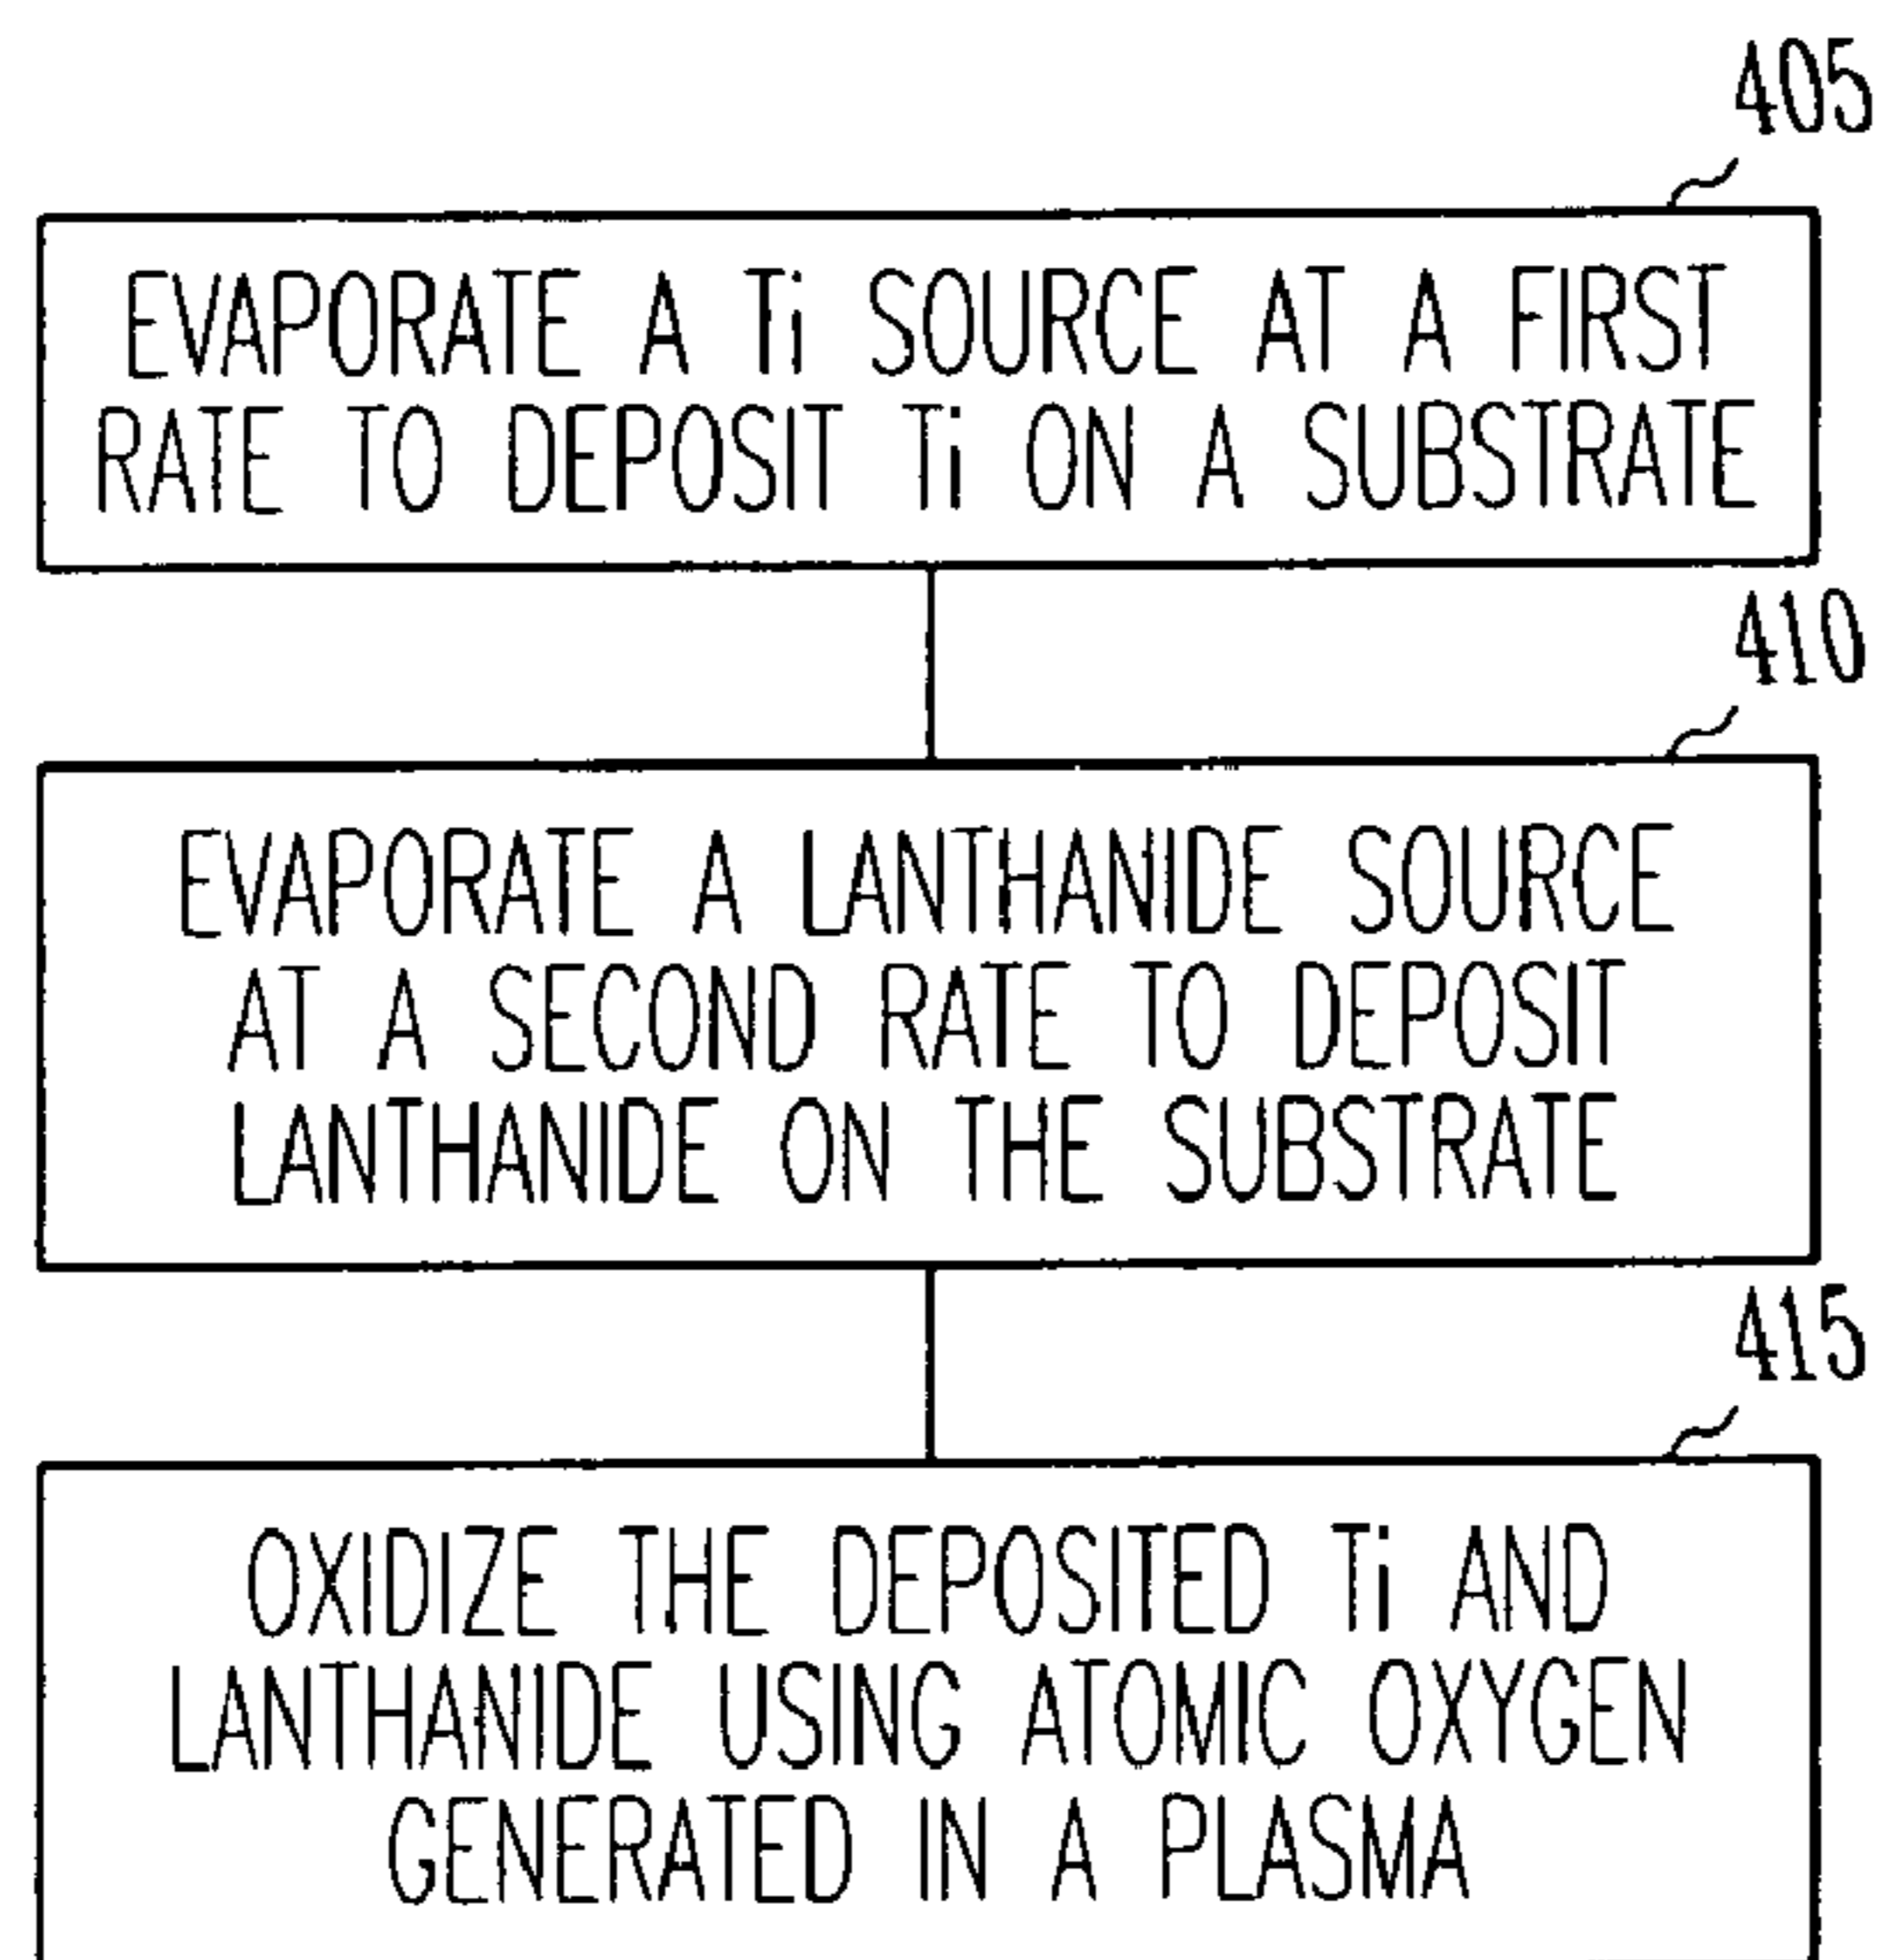 405
EVAPORATE A Ti SOURCE AT A FIRST
RATE TO DEPOSIT Ti ON A SUBSTRATE
410
EVAPORATE A LANTHANIDE SOURCE
AT A SECOND RATE TO DEPOSIT
LANTHANIDE ON THE SUBSTRATE
415
OXIDIZE THE DEPOSITED Ti AND
LANTHANIDE USING ATOMIC OXYGEN
GENERATED IN A PLASMA